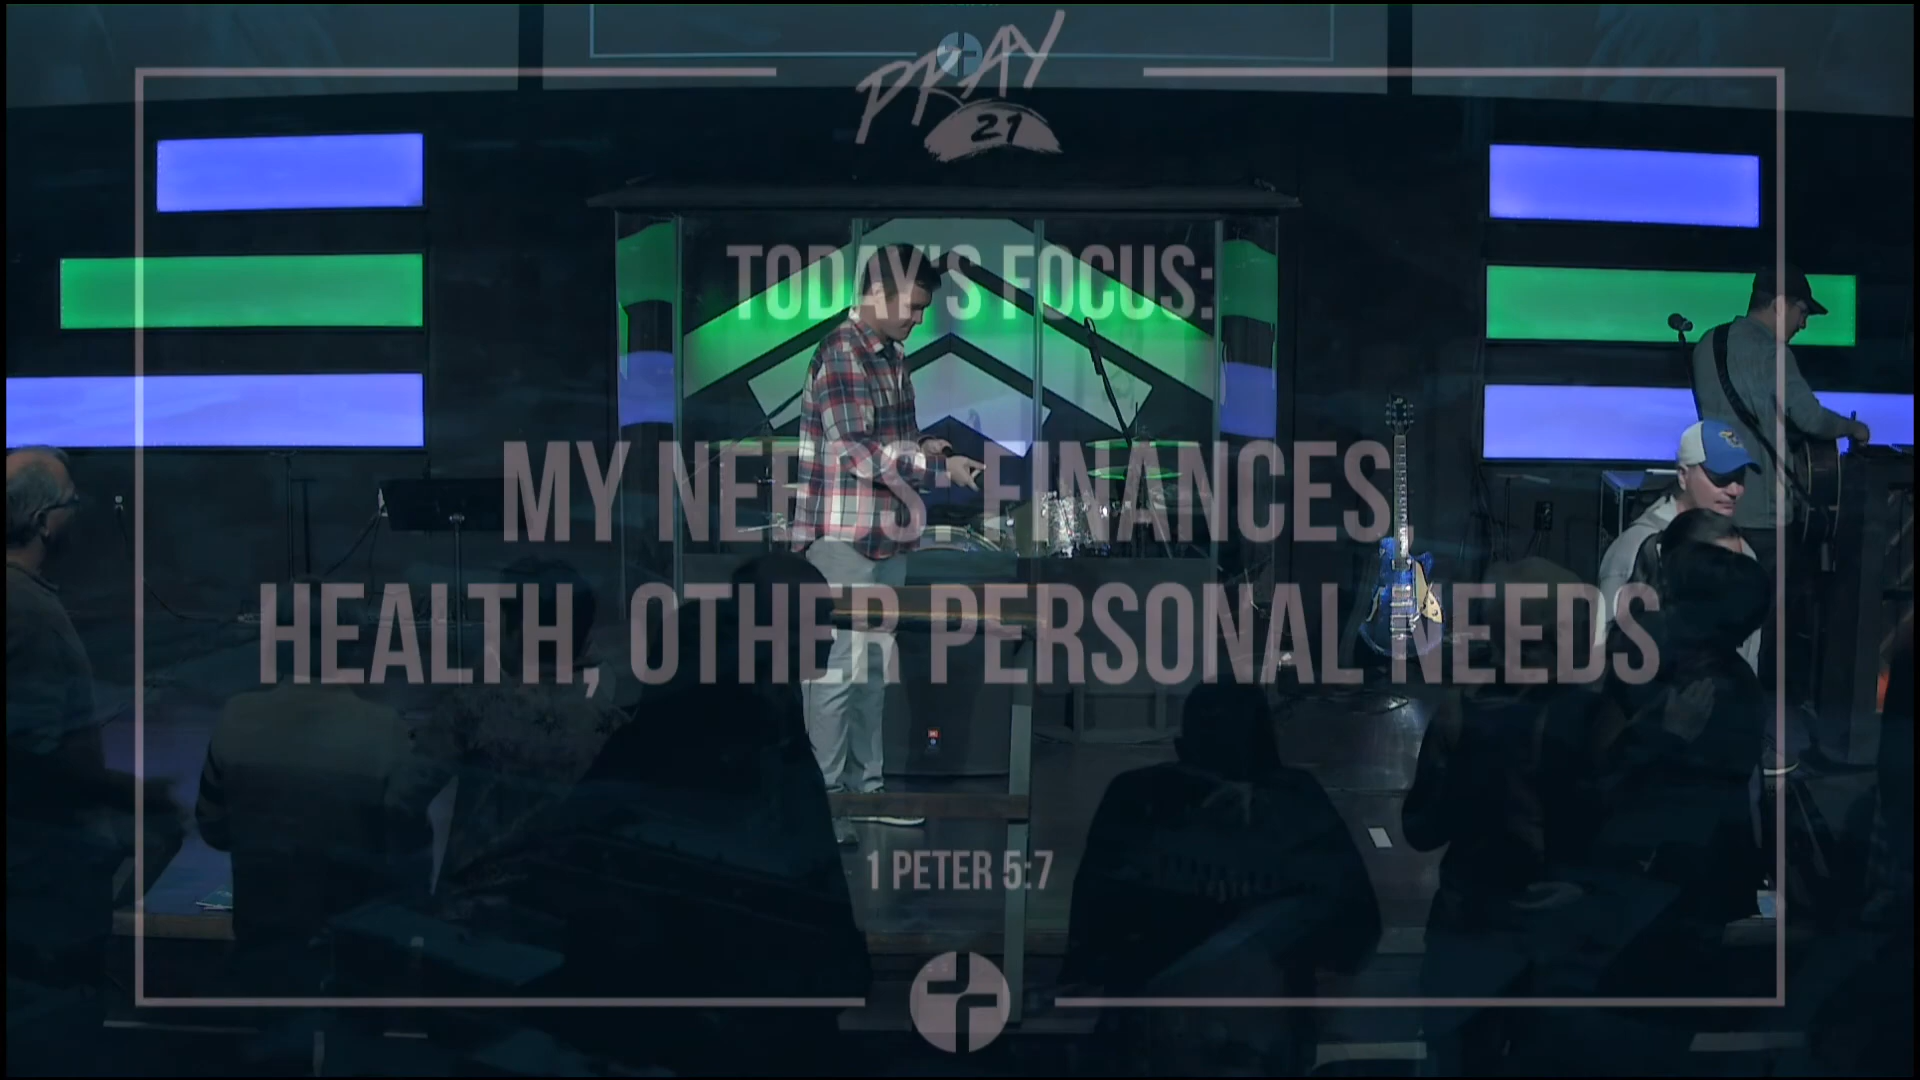 PRAY
21
TODAY'S FOCUS:
MY NEEDS: FINANCES,
HEALTH, OTHER PERSONAL NEEDS
1 PETER 5:7